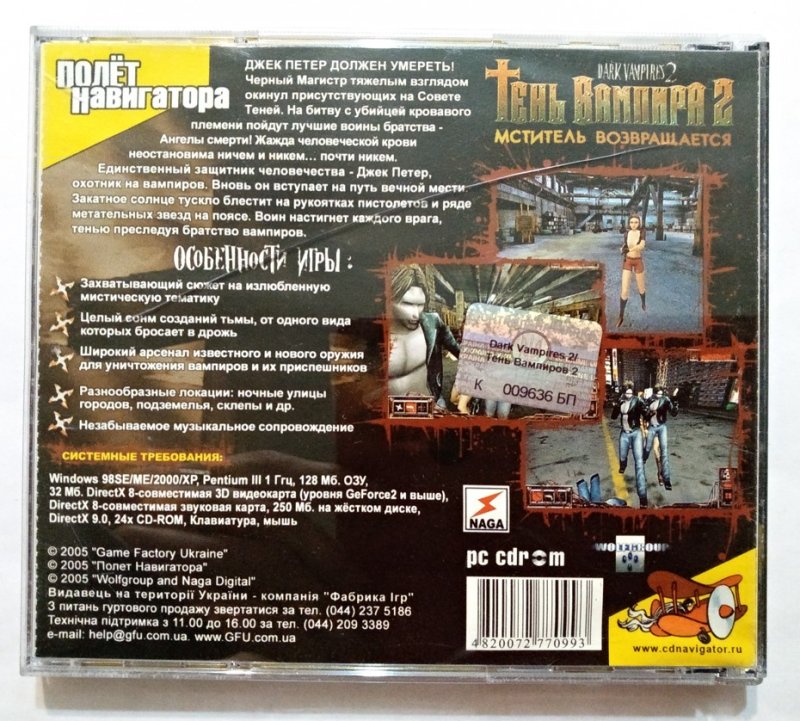 ПОЛЁТ
НАВИГАТОРА
ДЖЕК ПЕТЕР ДОЛЖЕН УМЕРЕТЬ!
Черный Магистр тяжелым взглядом
окинул присутствующих на Совете
Теней. На битву с убийцей кровавого
племени пойдут лучшие воины братства -
Ангелы смерти! Жажда человеческой крови
неостановима ничем и никем... почти никем.
Единственный защитник человечества - Джек Петер,
охотник на вампиров. Вновь он вступает на путь вечной мести.
Закатное солнце тускло блестит на рукоятках пистолетов и ряде
метательных звезд на поясе. Воин настигнет каждого врага,
тенью преследуя братство вампиров.
DARK VAMPIRES 2
Тень Вампира 2
МСТИТЕЛЬ ВОЗВРАЩАЕТСЯ
ОСОБЕННОСТИ ИГРЫ:
Захватывающий сюжет на излюбленную
мистическую тематику
Целый сонм созданий тьмы, от одного вида
которых бросает в дрожь
Широкий арсенал известного и нового оружия
для уничтожения вампиров и их приспешников
Разнообразные локации: ночные улицы
городов, подземелья, склепы и др.
Незабываемое музыкальное сопровождение
Dark Vampires 2/
Тень Вампиров 2
К 009636 БП
СИСТЕМНЫЕ ТРЕБОВАНИЯ:
Windows 98SE/ME/2000/XP, Pentium III 1 Ггц, 128 Мб. ОЗУ,
32 Мб. DirectX 8-совместимая 3D видеокарта (уровня GeForce2 и выше),
DirectX 8-совместимая звуковая карта, 250 Мб. на жёстком диске,
DirectX 9.0, 24x CD-ROM, Клавиатура, мышь
NAGA
© 2005 "Game Factory Ukraine"
© 2005 "Полет Навигатора"
© 2005 "Wolfgroup and Naga Digital"
Видавець на території України - компанія "Фабрика Ігр"
З питань гуртового продажу звертатися за тел. (044) 237 5186
Технічна підтримка з 11.00 до 16.00 за тел. (044) 209 3389
e-mail: help@gfu.com.ua. www.GFU.com.ua
pc cdrom
WOLFGROUP
4820072770993
www.cdnavigator.ru